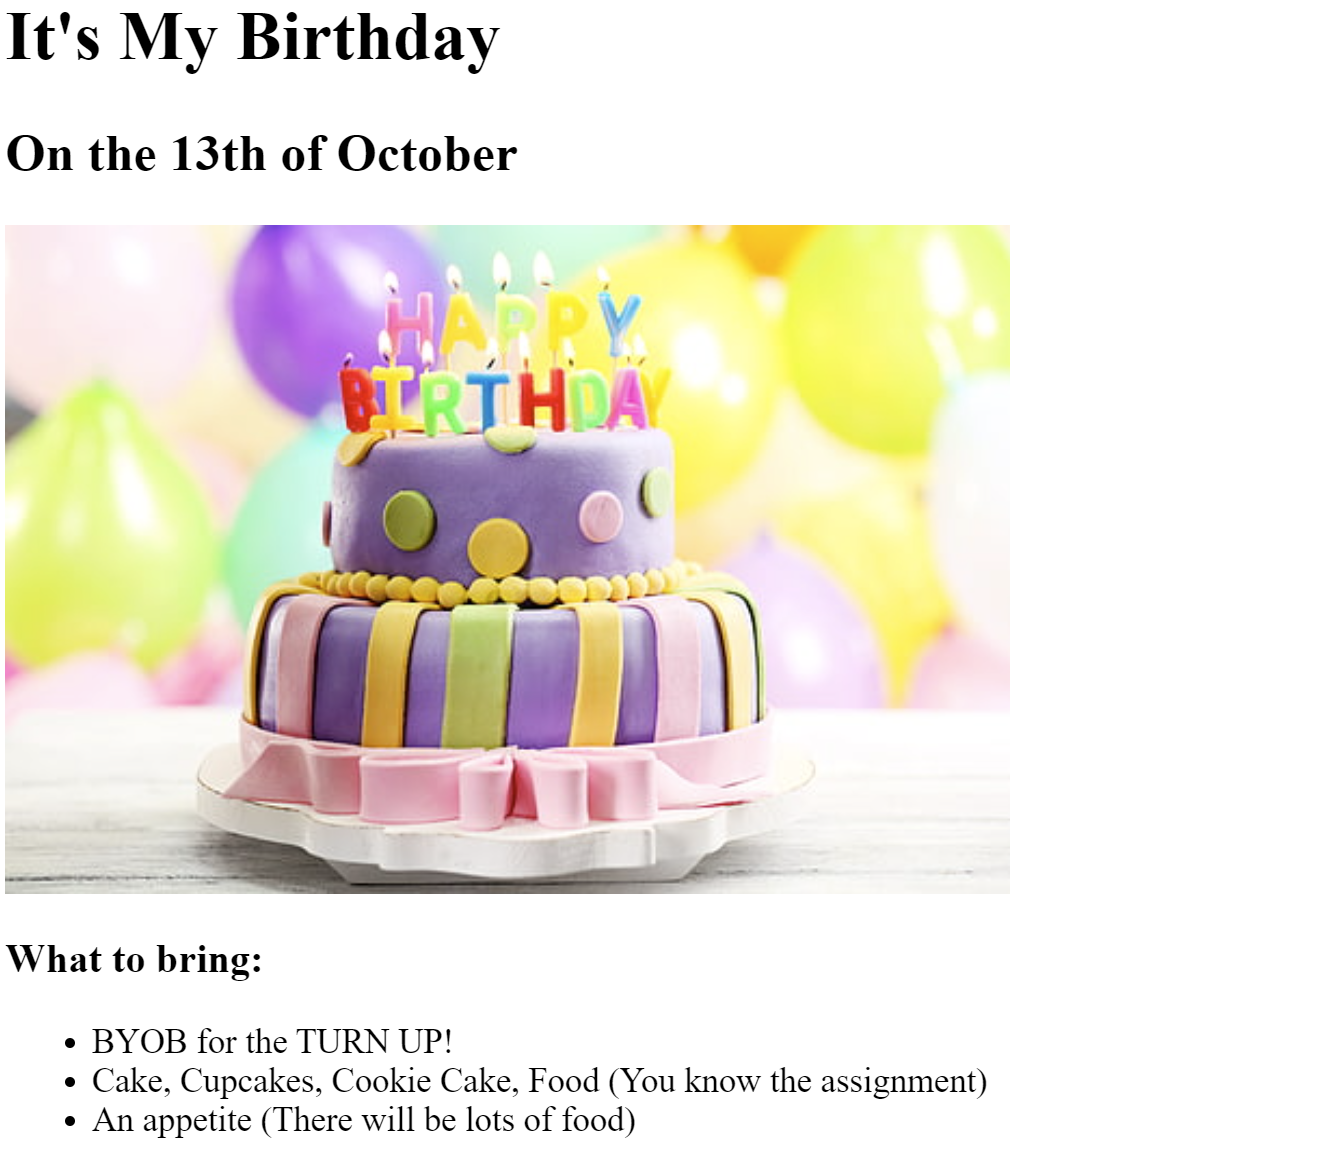 It's My Birthday
On the 13th of October
HAPPY
BIRTHDAY
What to bring:
BYOB for the TURN UP!
Cake, Cupcakes, Cookie Cake, Food (You know the assignment)
An appetite (There will be lots of food)